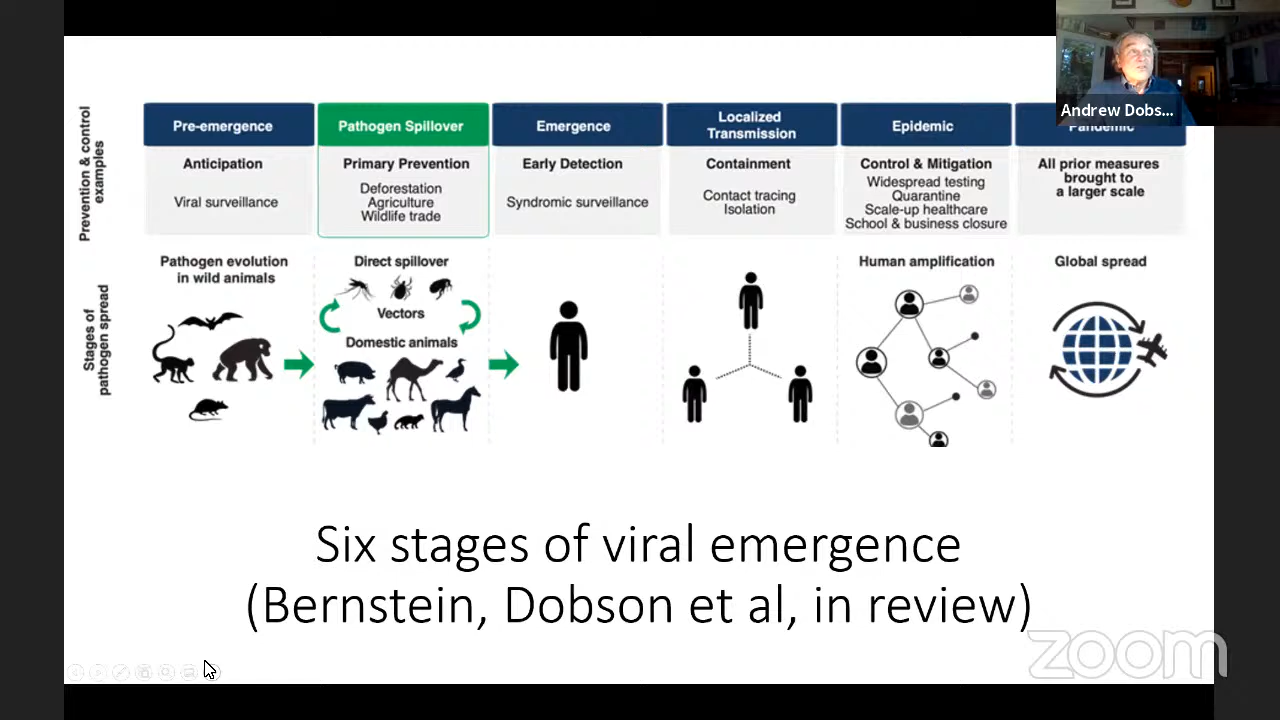 Andrew Dobs...
Prevention & control
examples
Pre-emergence
Pathogen Spillover
Emergence
Localized
Transmission
Epidemic
Pandemic
Anticipation
Viral surveillance
Primary Prevention
Deforestation
Agriculture
Wildlife trade
Early Detection
Syndromic surveillance
Containment
Contact tracing
Isolation
Control & Mitigation
Widespread testing
Quarantine
Scale-up healthcare
School & business closure
All prior measures
brought to
a larger scale
Stages of
pathogen spread
Pathogen evolution
in wild animals
Direct spillover
Vectors
Domestic animals
Human amplification
Global spread
Six stages of viral emergence
(Bernstein, Dobson et al, in review)
zoom